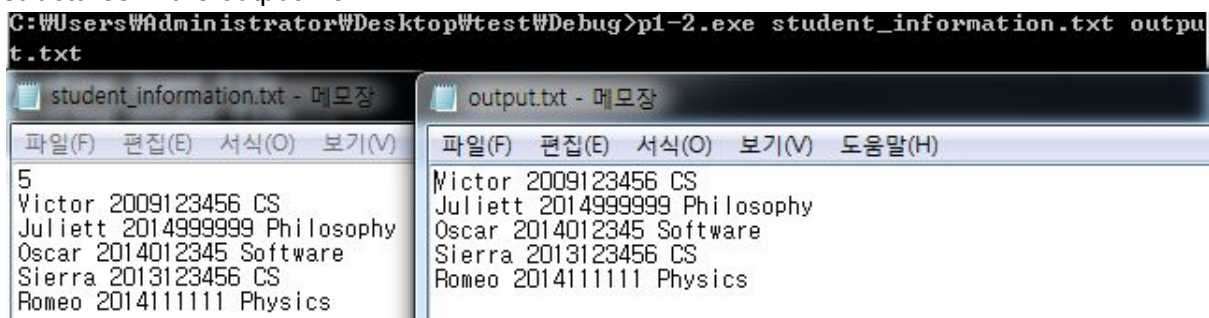 C:₩Users₩Administrator₩Desktop₩test₩Debug>p1-2.exe student_information.txt outpu
t.txt
student_information.txt - 메모장
파일(F) 편집(E) 서식(O) 보기(V)
5
Victor 2009123456 CS
Juliett 2014999999 Philosophy
Oscar 2014012345 Software
Sierra 2013123456 CS
Romeo 2014111111 Physics
output.txt - 메모장
파일(F) 편집(E) 서식(O) 보기(V) 도움말(H)
Victor 2009123456 CS
Juliett 2014999999 Philosophy
Oscar 2014012345 Software
Sierra 2013123456 CS
Romeo 2014111111 Physics